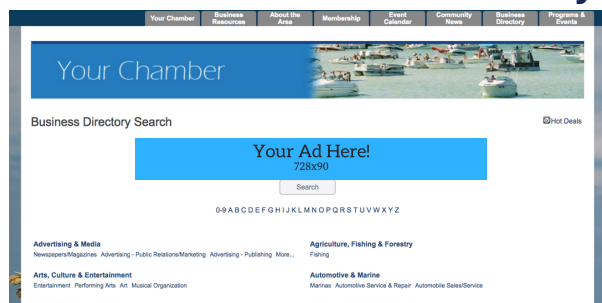 Your Chamber
Business Resources
About the Area
Membership
Event Calendar
Community News
Business Directory
Programs & Events
Your Chamber
Business Directory Search
Hot Deals
Your Ad Here!
728x90
Search
0-9 A B C D E F G H I J K L M N O P Q R S T U V W X Y Z
Advertising & Media
Newspapers/Magazines Advertising - Public Relations/Marketing Advertising - Publishing More...
Agriculture, Fishing & Forestry
Fishing
Arts, Culture & Entertainment
Entertainment Performing Arts Art Musical Organization
Automotive & Marine
Marinas Automotive Service & Repair Automobile Sales/Service